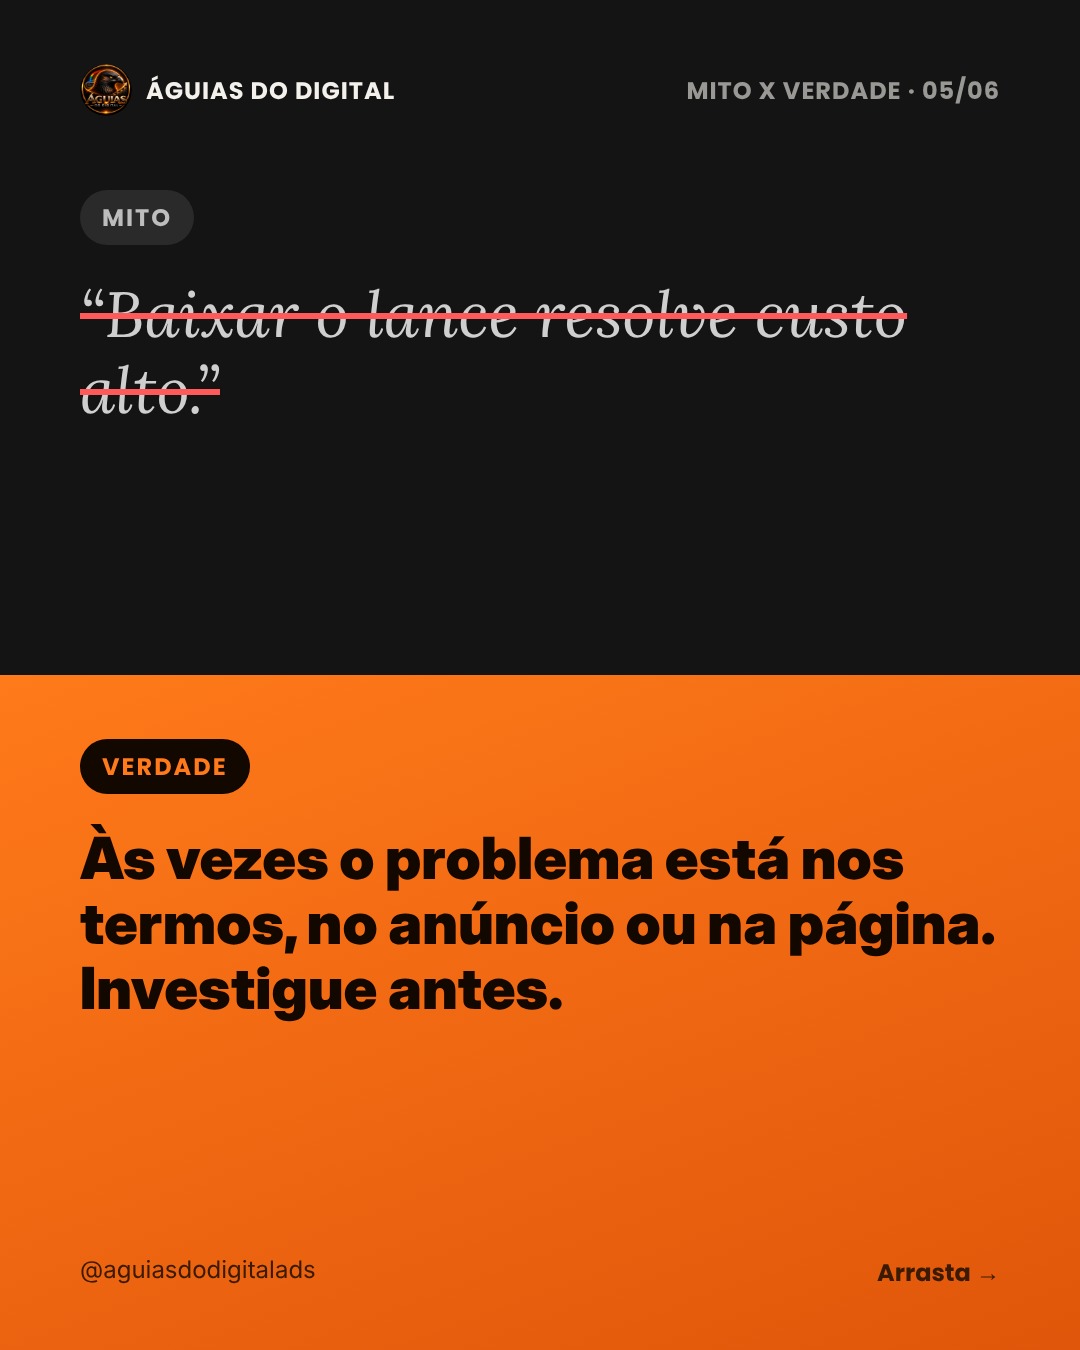 ÁGUIAS
ÁGUIAS DO DIGITAL
MITO X VERDADE · 05/06
MITO
“Baixar o lance resolve custo
alto.”
VERDADE
Às vezes o problema está nos
termos, no anúncio ou na página.
Investigue antes.
@aguiasdodigitalads
Arrasta →